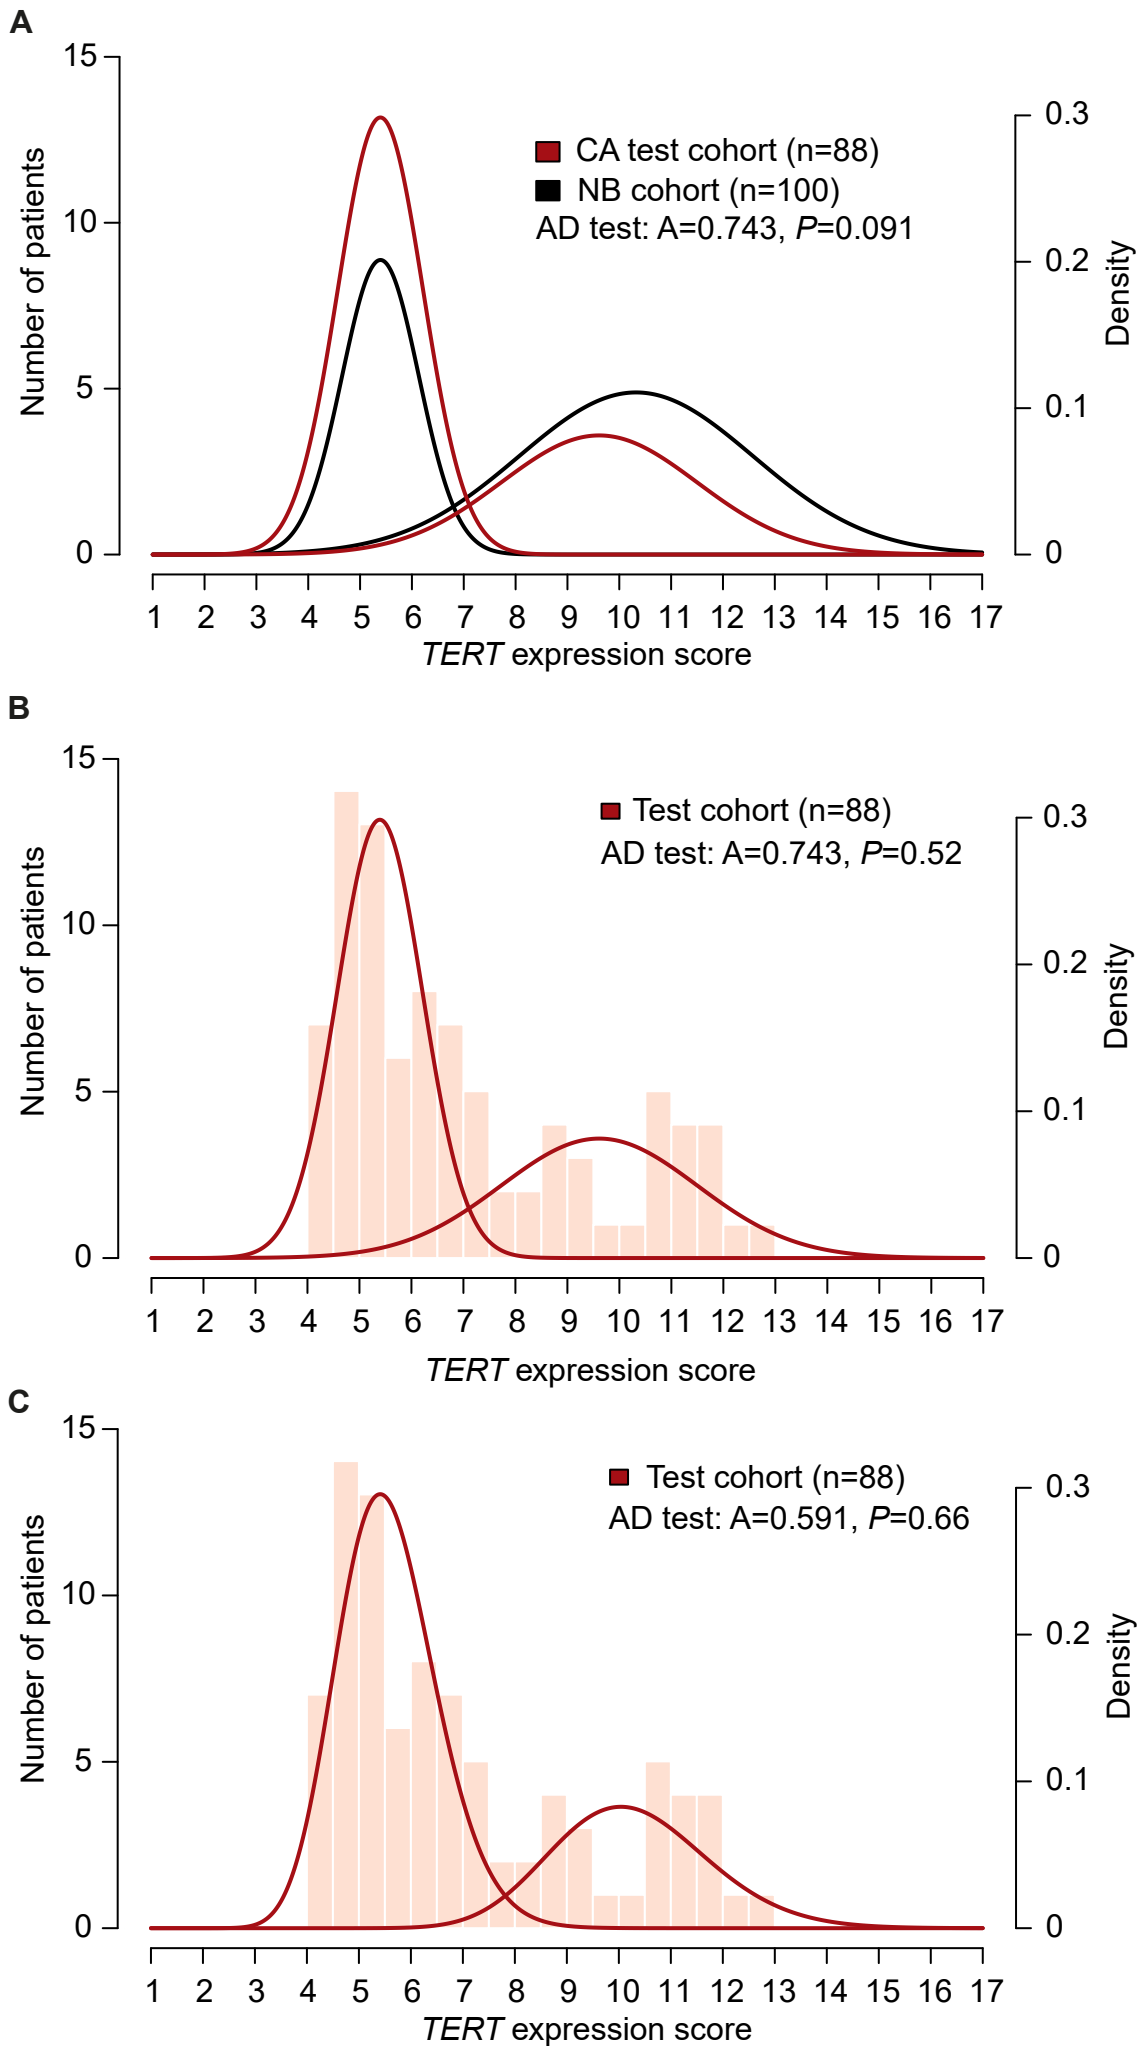 A
15
10
5
0
Number of patients
CA test cohort (n=88)
NB cohort (n=100)
AD test: A=0.743, P=0.091
0.3
0.2
0.1
0
Density
1 2 3 4 5 6 7 8 9 10 11 12 13 14 15 16 17
TERT expression score
B
15
10
5
0
Number of patients
Test cohort (n=88)
AD test: A=0.743, P=0.52
0.3
0.2
0.1
0
Density
1 2 3 4 5 6 7 8 9 10 11 12 13 14 15 16 17
TERT expression score
C
15
10
5
0
Number of patients
Test cohort (n=88)
AD test: A=0.591, P=0.66
0.3
0.2
0.1
0
Density
1 2 3 4 5 6 7 8 9 10 11 12 13 14 15 16 17
TERT expression score